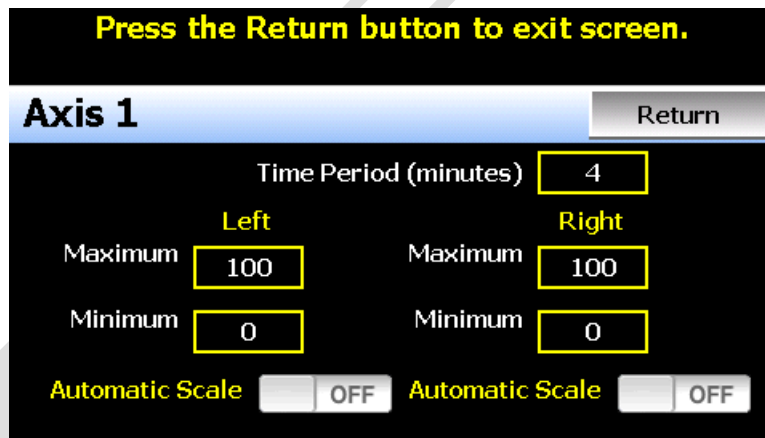 Press the Return button to exit screen.
Axis 1 Return
Time Period (minutes) 4
Left Right
Maximum 100 Maximum 100
Minimum 0 Minimum 0
Automatic Scale OFF Automatic Scale OFF